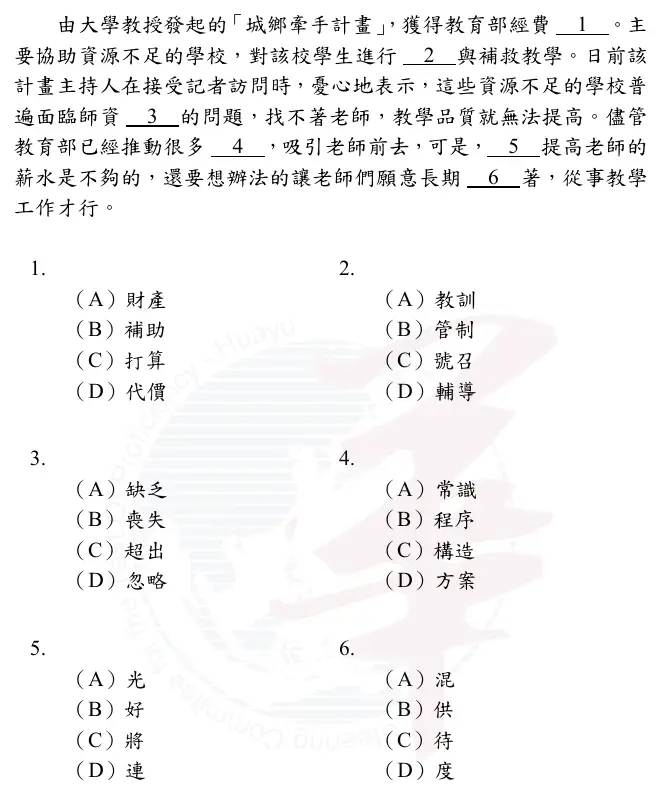 由大學教授發起的「城鄉牽手計畫」,獲得教育部經費 1 。主
要協助資源不足的學校,對該校學生進行 2 與補救教學。日前該
計畫主持人在接受記者訪問時,憂心地表示,這些資源不足的學校普
遍面臨師資 3 的問題,找不著老師,教學品質就無法提高。儘管
教育部已經推動很多 4 ,吸引老師前去,可是, 5 提高老師的
薪水是不夠的,還要想辦法的讓老師們願意長期 6 著,從事教學
工作才行。
1.
(A)財產
(B)補助
(C)打算
(D)代價
2.
(A)教訓
(B)管制
(C)號召
(D)輔導
3.
(A)缺乏
(B)喪失
(C)超出
(D)忽略
4.
(A)常識
(B)程序
(C)構造
(D)方案
5.
(A)光
(B)好
(C)將
(D)連
6.
(A)混
(B)供
(C)待
(D)度